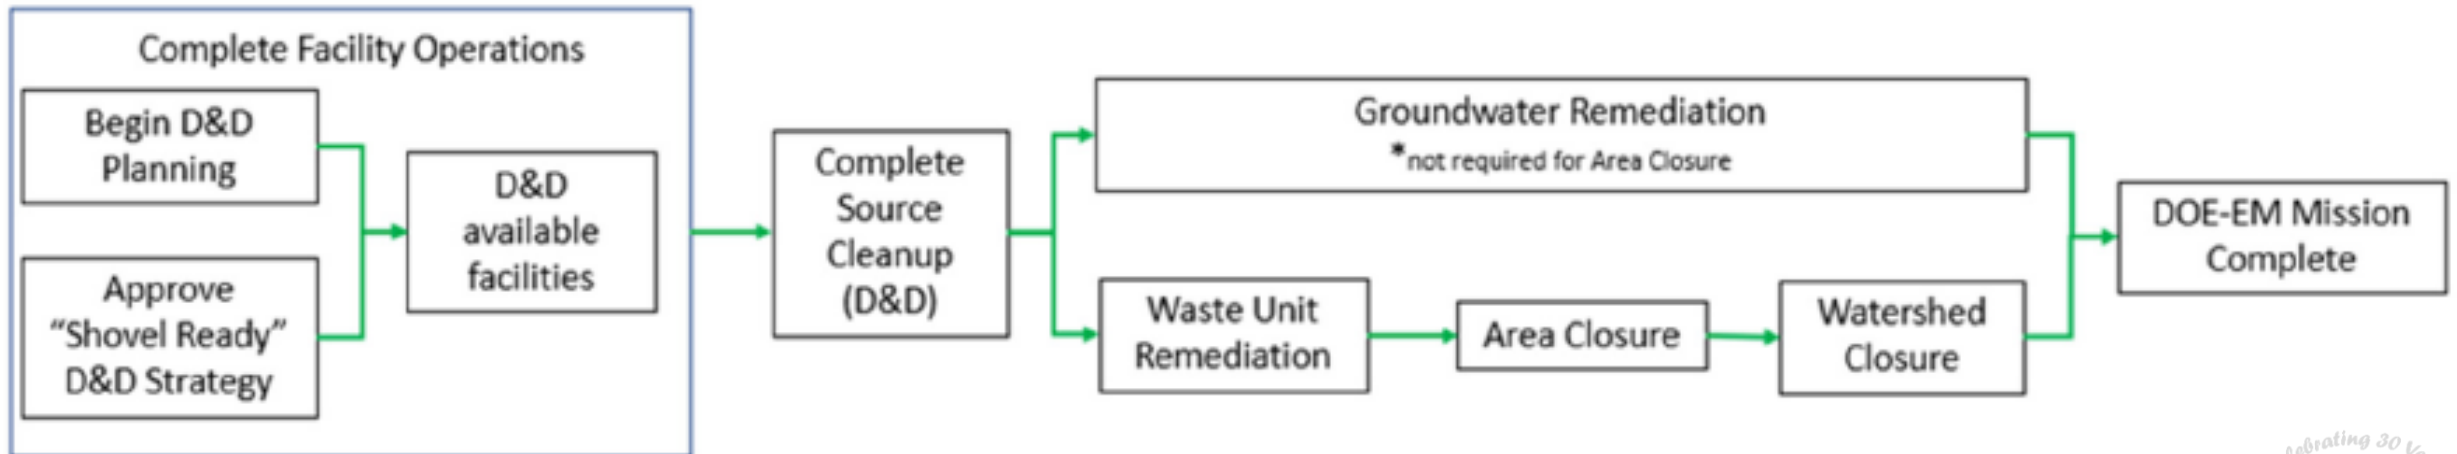 Complete Facility Operations
Begin D&D
Planning
Approve
“Shovel Ready”
D&D Strategy
D&D
available
facilities
Complete
Source
Cleanup
(D&D)
Groundwater Remediation
*not required for Area Closure
Waste Unit
Remediation
Area Closure
Watershed
Closure
DOE-EM Mission
Complete
30